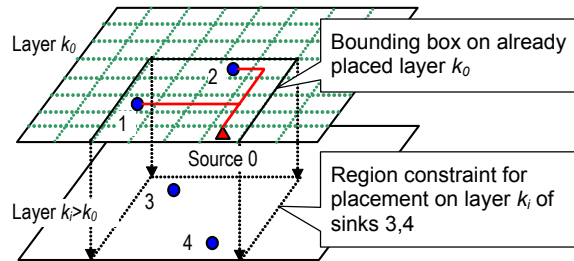 Layer k0
2
1
Source 0
Bounding box on already
placed layer k0
Layer ki>k0
3
4
Region constraint for
placement on layer ki of
sinks 3,4